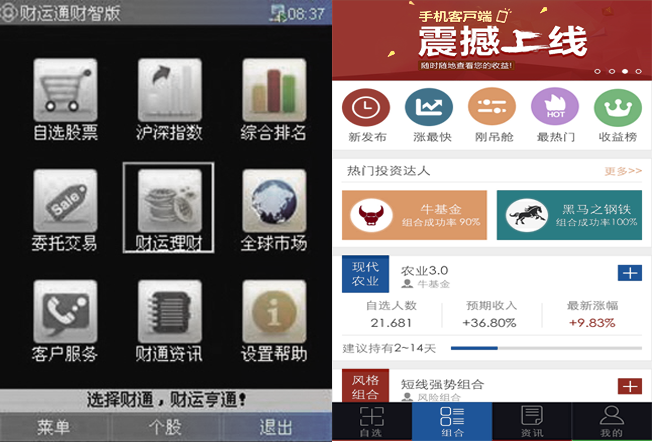 财运通财智版 08:37
自选股票 沪深指数 综合排名
Sale
委托交易 财运理财 全球市场
客户服务 财通资讯 设置帮助
选择财通，财运亨通!
菜单 个股 退出
手机客户端
震撼上线
随时随地查看您的收益!
HOT
新发布 涨最快 刚吊舱 最热门 收益榜
热门投资达人 更多>>
牛基金
组合成功率 90%
黑马之钢铁
组合成功率100%
现代
农业
农业3.0
牛基金
自选人数 预期收入 最新涨幅
21.681 +36.80% +9.83%
建议持有2~14天
风格
组合
短线强势组合
风险组合
自选 组合 资讯 我的